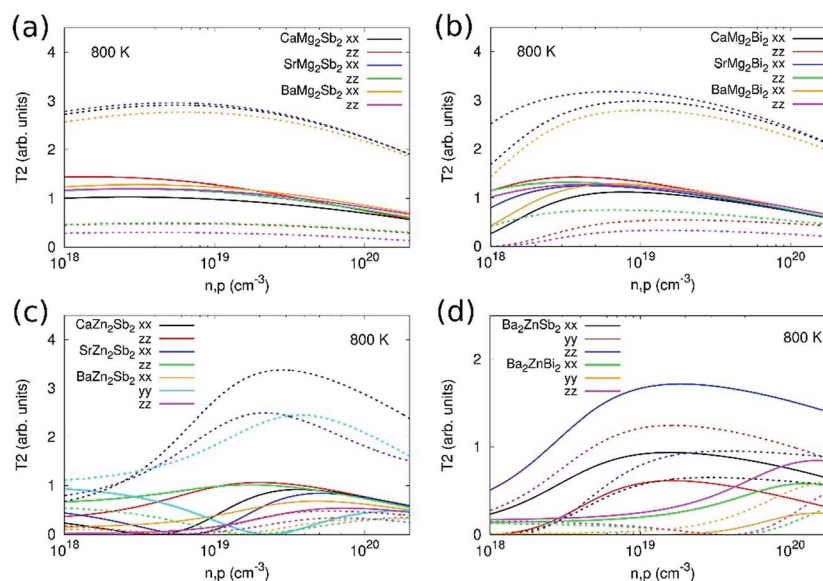 (a)
4
3
2
1
0
T2 (arb. units)
800 K
CaMg2Sb2 xx
zz
SrMg2Sb2 xx
zz
BaMg2Sb2 xx
zz
10^18
10^19
10^20
n,p (cm^-3)
(b)
4
3
2
1
0
T2 (arb. units)
800 K
CaMg2Bi2 xx
zz
SrMg2Bi2 xx
zz
BaMg2Bi2 xx
zz
10^18
10^19
10^20
n,p (cm^-3)
(c)
4
3
2
1
0
T2 (arb. units)
CaZn2Sb2 xx
zz
SrZn2Sb2 xx
zz
BaZn2Sb2 xx
yy
zz
800 K
10^18
10^19
10^20
n,p (cm^-3)
(d)
2
1
0
T2 (arb. units)
Ba2ZnSb2 xx
yy
zz
Ba2ZnBi2 xx
yy
zz
800 K
10^18
10^19
10^20
n,p (cm^-3)